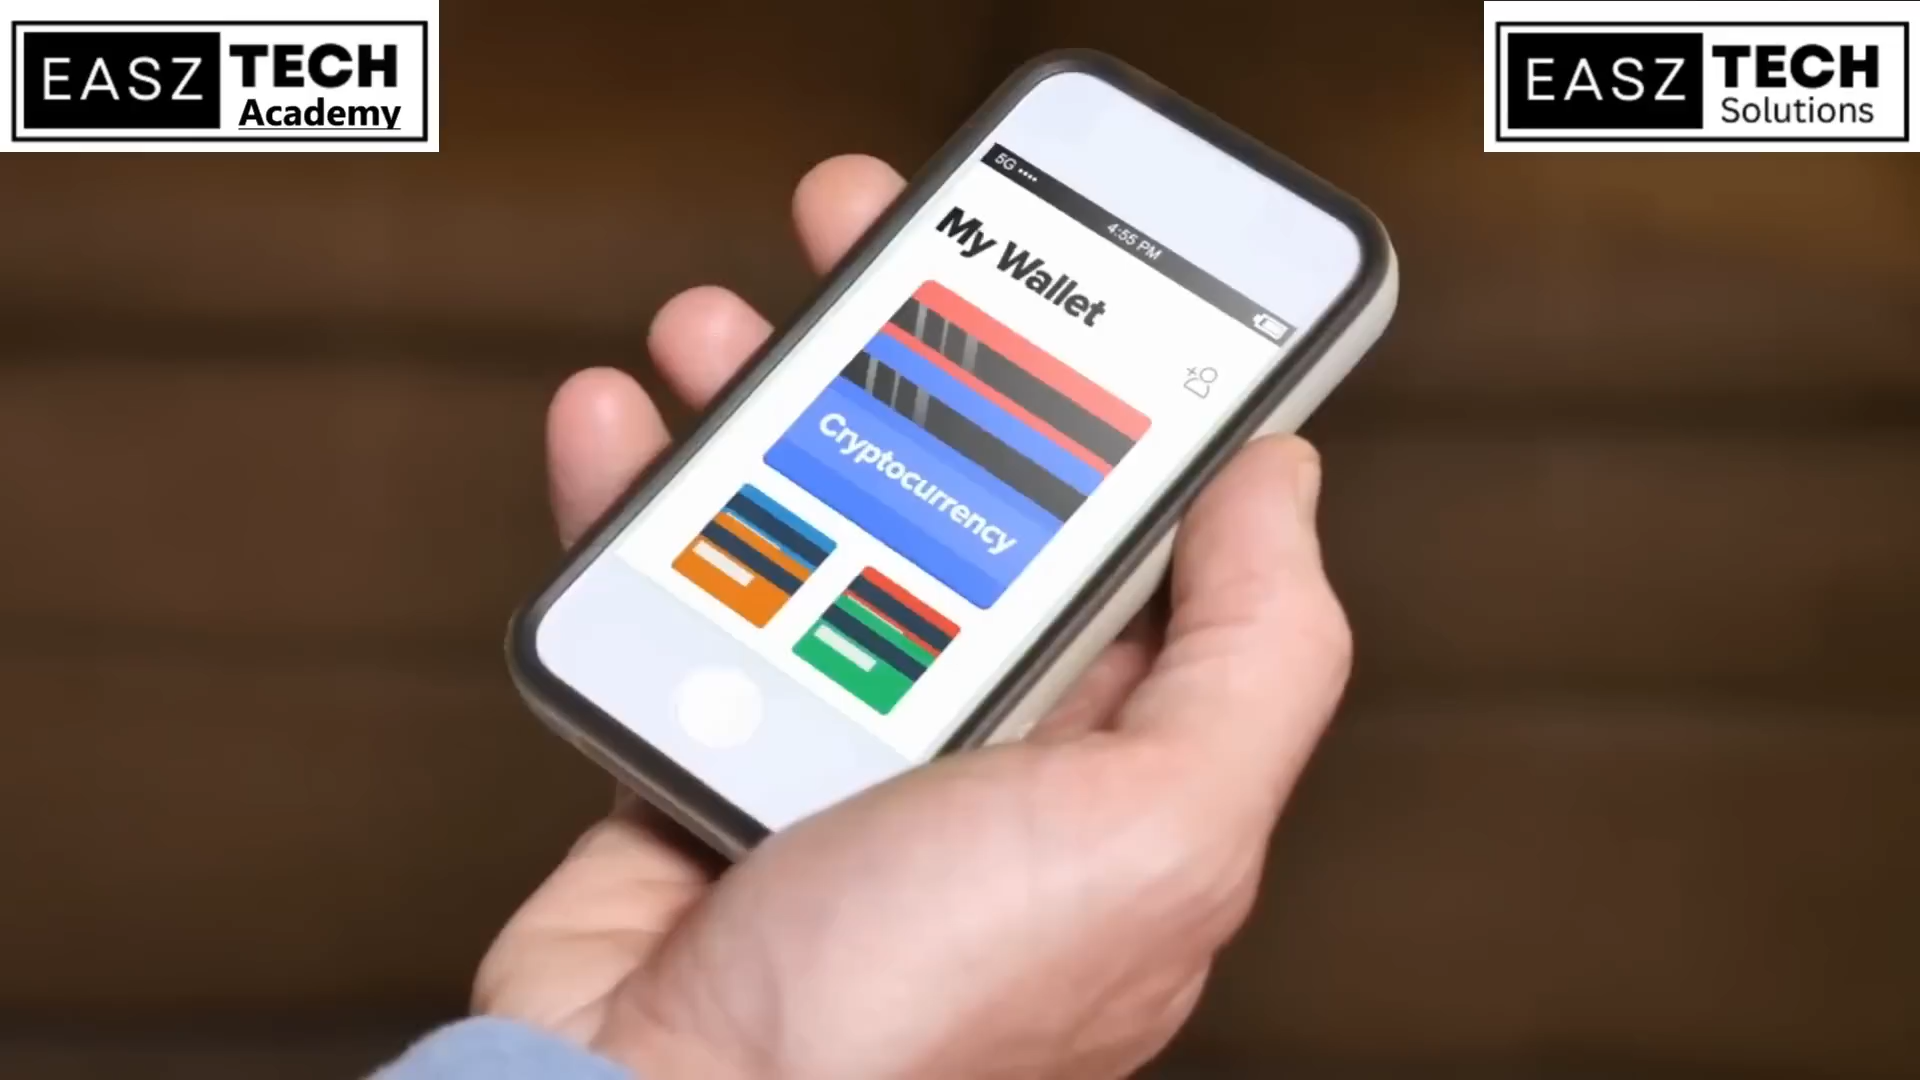 EASZ TECH
Academy
EASZ TECH
Solutions
5G
4:55 PM
My Wallet
Cryptocurrency